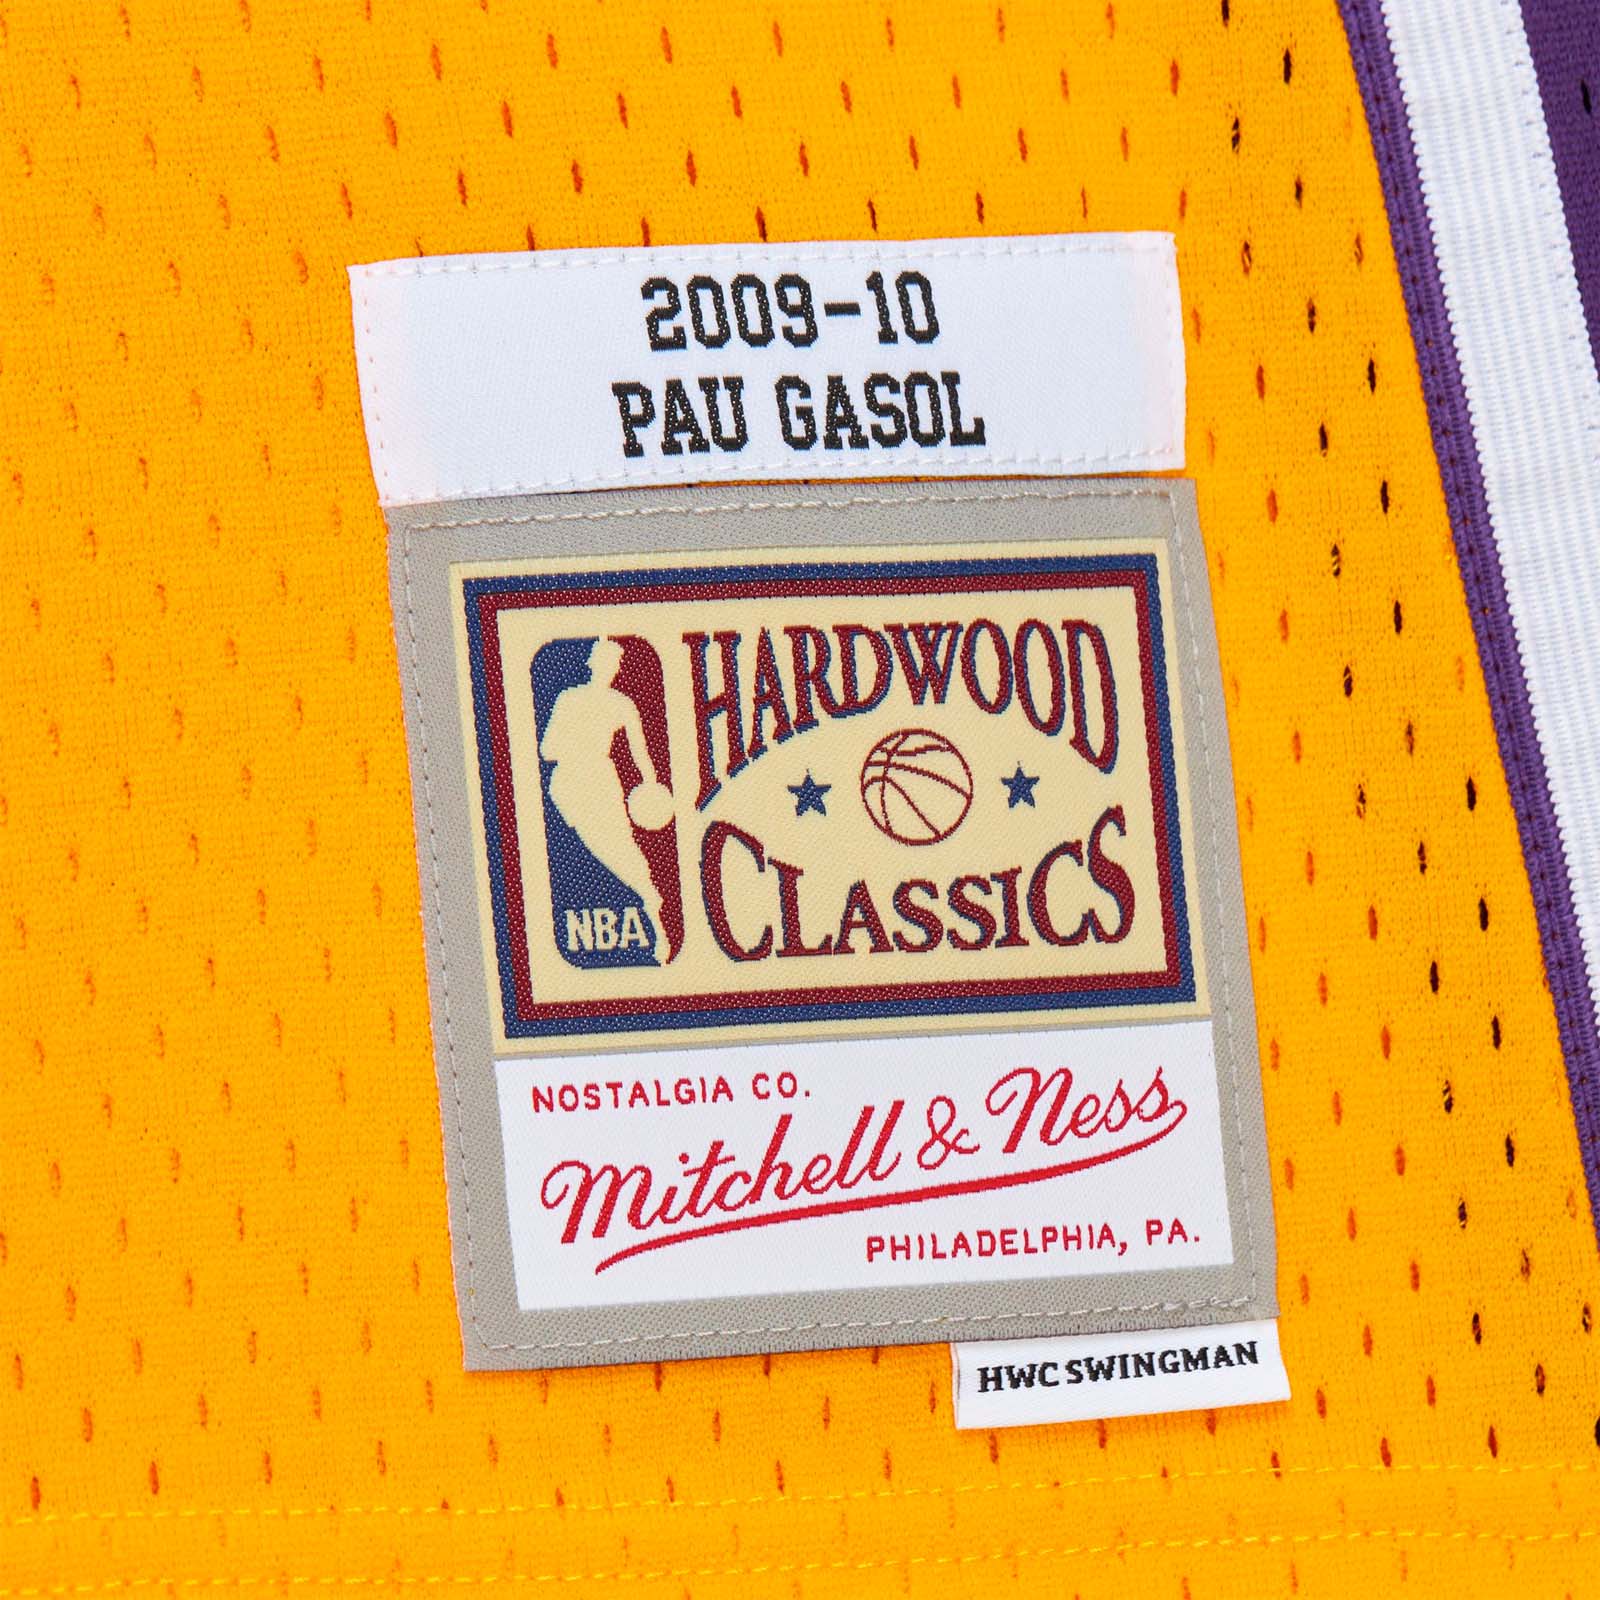 2009-10
PAU GASOL
HARDWOOD
CLASSICS
NBA
NOSTALGIA CO.
Mitchell & Ness
PHILADELPHIA, PA.
HWC SWINGMAN